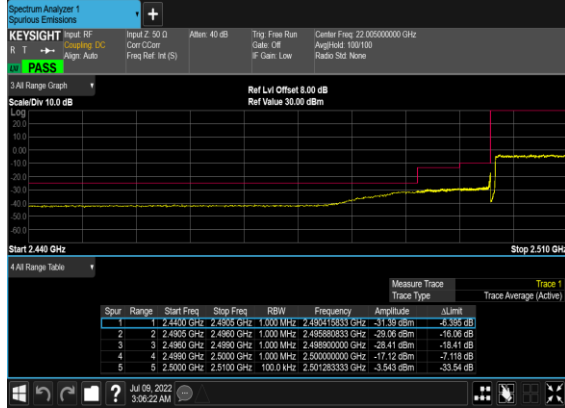 Spectrum Analyzer 1
Spurious Emissions
KEYSIGHT Input: RF Input Z: 50 Ω Atten: 40 dB Trig: Free Run Center Freq: 22.005000000 GHz
R T Coupling: DC Corr CCorr Gate: Off Avg|Hold: 100/100
Align: Auto Freq Ref: Int (S) IF Gain: Low Radio Std: None
PASS
3 All Range Graph
Ref Lvl Offset 8.00 dB
Scale/Div 10.0 dB Ref Value 30.00 dBm
Log
20.0
10.0
0.00
-10.0
-20.0
-30.0
-40.0
-50.0
-60.0
Start 2.440 GHz Stop 2.510 GHz
4 All Range Table
Measure Trace Trace 1
Trace Type Trace Average (Active)
Spur Range Start Freq Stop Freq RBW Frequency Amplitude ΔLimit
1 1 2.4400 GHz 2.4905 GHz 1.000 MHz 2.490415833 GHz -31.39 dBm -6.395 dB
2 2 2.4905 GHz 2.4960 GHz 1.000 MHz 2.495880833 GHz -29.06 dBm -16.06 dB
3 3 2.4960 GHz 2.4990 GHz 1.000 MHz 2.498900000 GHz -28.41 dBm -18.41 dB
4 4 2.4990 GHz 2.5000 GHz 1.000 MHz 2.500000000 GHz -17.12 dBm -7.118 dB
5 5 2.5000 GHz 2.5100 GHz 100.0 kHz 2.501283333 GHz -3.543 dBm -33.54 dB
Jul 09, 2022
3:06:22 AM